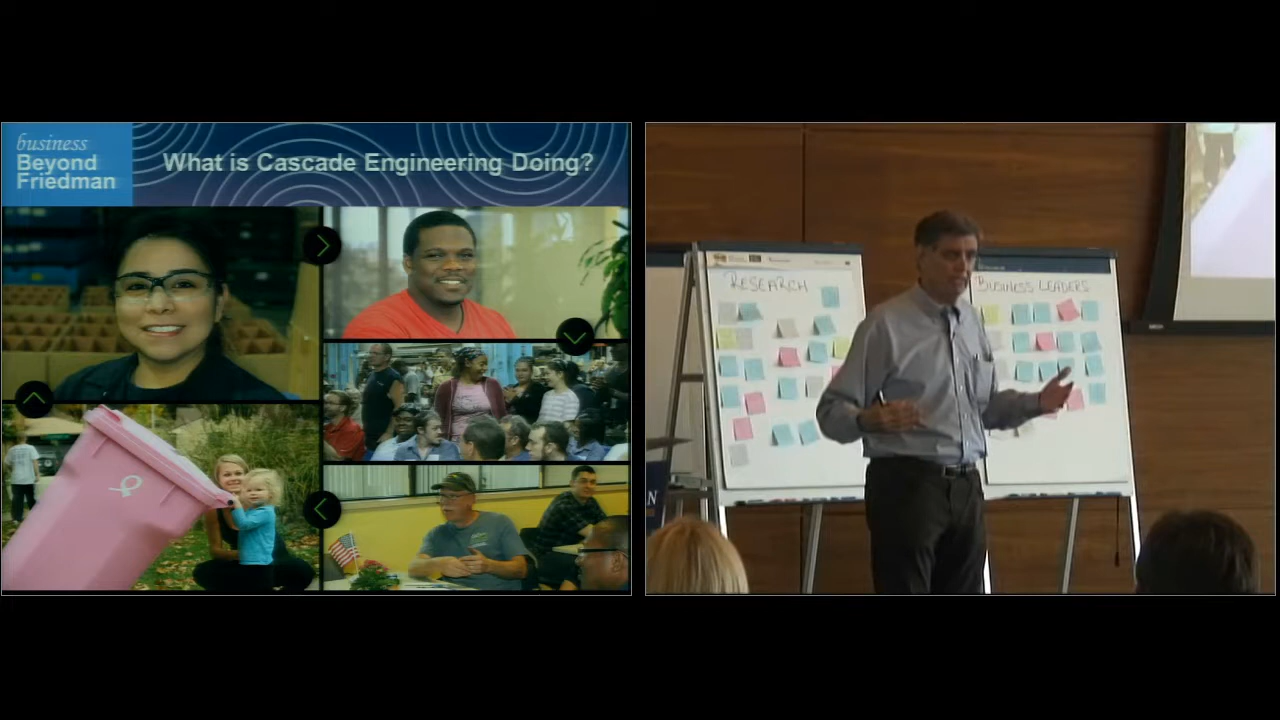 business
Beyond
Friedman
What is Cascade Engineering Doing?
RESEARCH
BUSINESS LEADERS
N